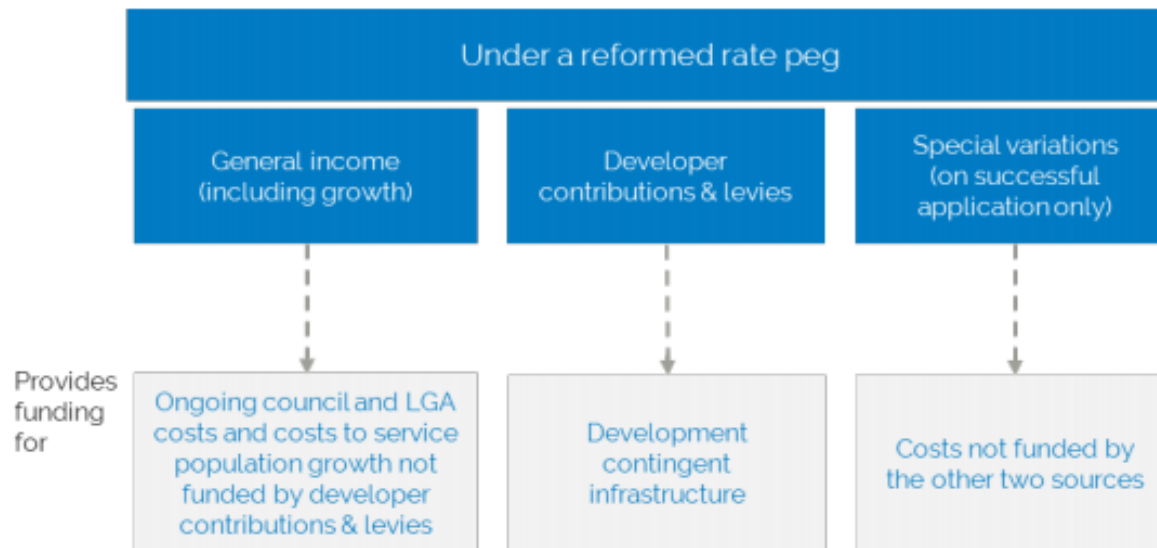 Under a reformed rate peg
General income
(including growth)
Developer
contributions & levies
Special variations
(on successful
application only)
Provides
funding
for
Ongoing council and LGA
costs and costs to service
population growth not
funded by developer
contributions & levies
Development
contingent
infrastructure
Costs not funded by
the other two sources